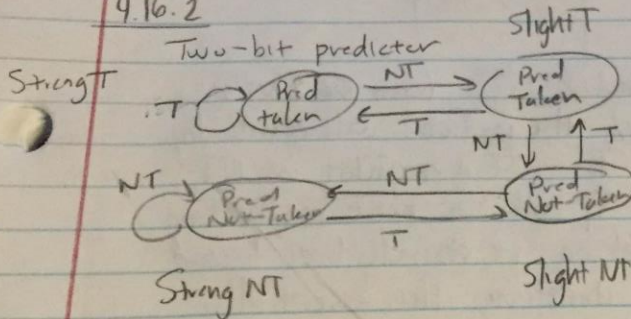 4.16.2
Slight T
Two-bit predicter
Strong T
NT
Pred
taken
Pred
Taken
T
T
NT
T
NT
NT
Pred
Not-Taken
Pred
Not-Taken
T
Strong NT
Slight NT